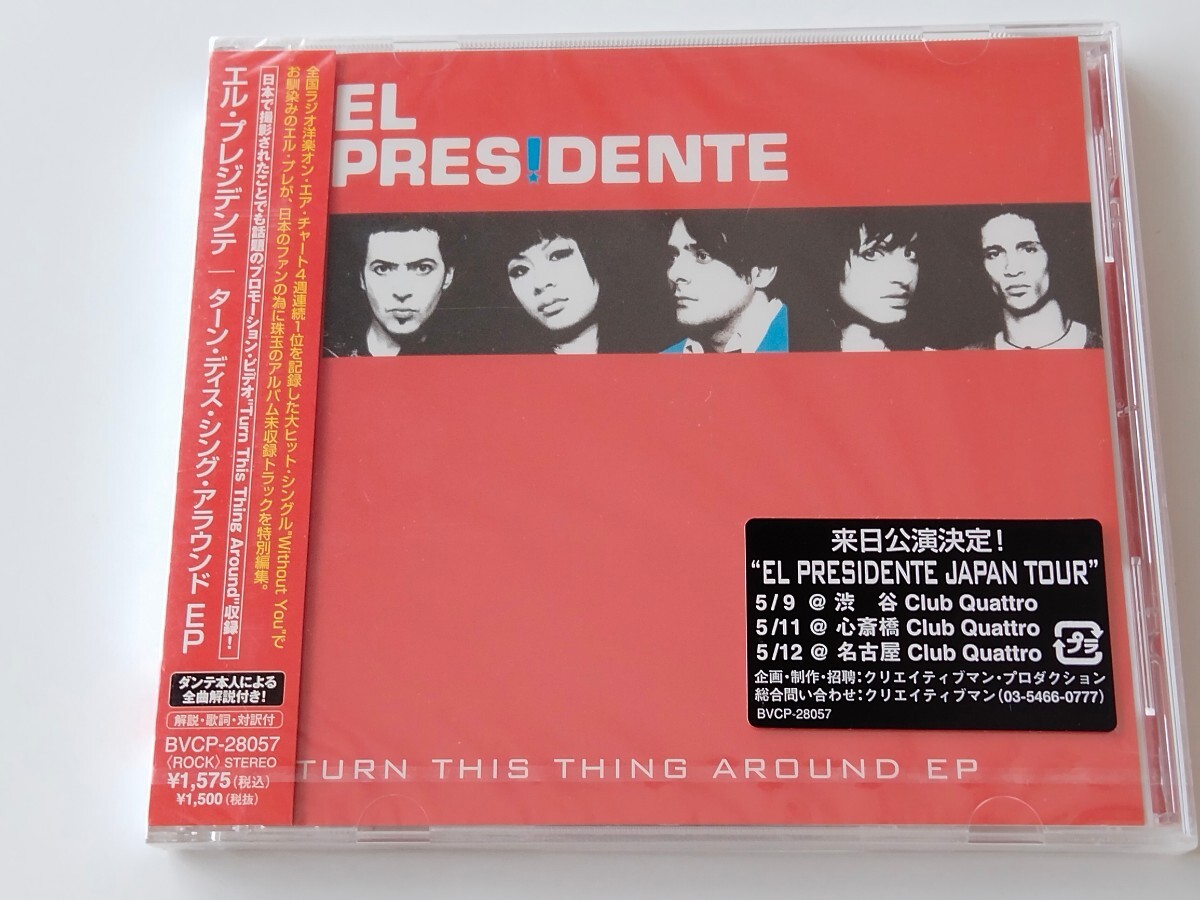 全国ラジオ洋楽オン・エア・チャート4週連続1位を記録した大ヒット・シングル"Without You"で
お馴染みのエル・プレが、日本のファンの為に珠玉のアルバム未収録トラックを特別編集。
日本で撮影されたことでも話題のプロモーション・ビデオ"Turn This Thing Around"収録!
エル・プレジデンテ | ターン・ディス・シング・アラウンド EP
ダンテ本人による
全曲解説付き!
解説・歌詞・対訳付
BVCP-28057
〈ROCK〉 STEREO
¥1,575(税込)
¥1,500(税抜)
EL
PRES!DENTE
来日公演決定!
"EL PRESIDENTE JAPAN TOUR"
5/9 @ 渋 谷 Club Quattro
5/11 @ 心斎橋 Club Quattro
5/12 @ 名古屋 Club Quattro
プラ
企画・制作・招聘:クリエイティブマン・プロダクション
総合問い合わせ:クリエイティブマン(03-5466-0777)
BVCP-28057
TURN THIS THING AROUND EP